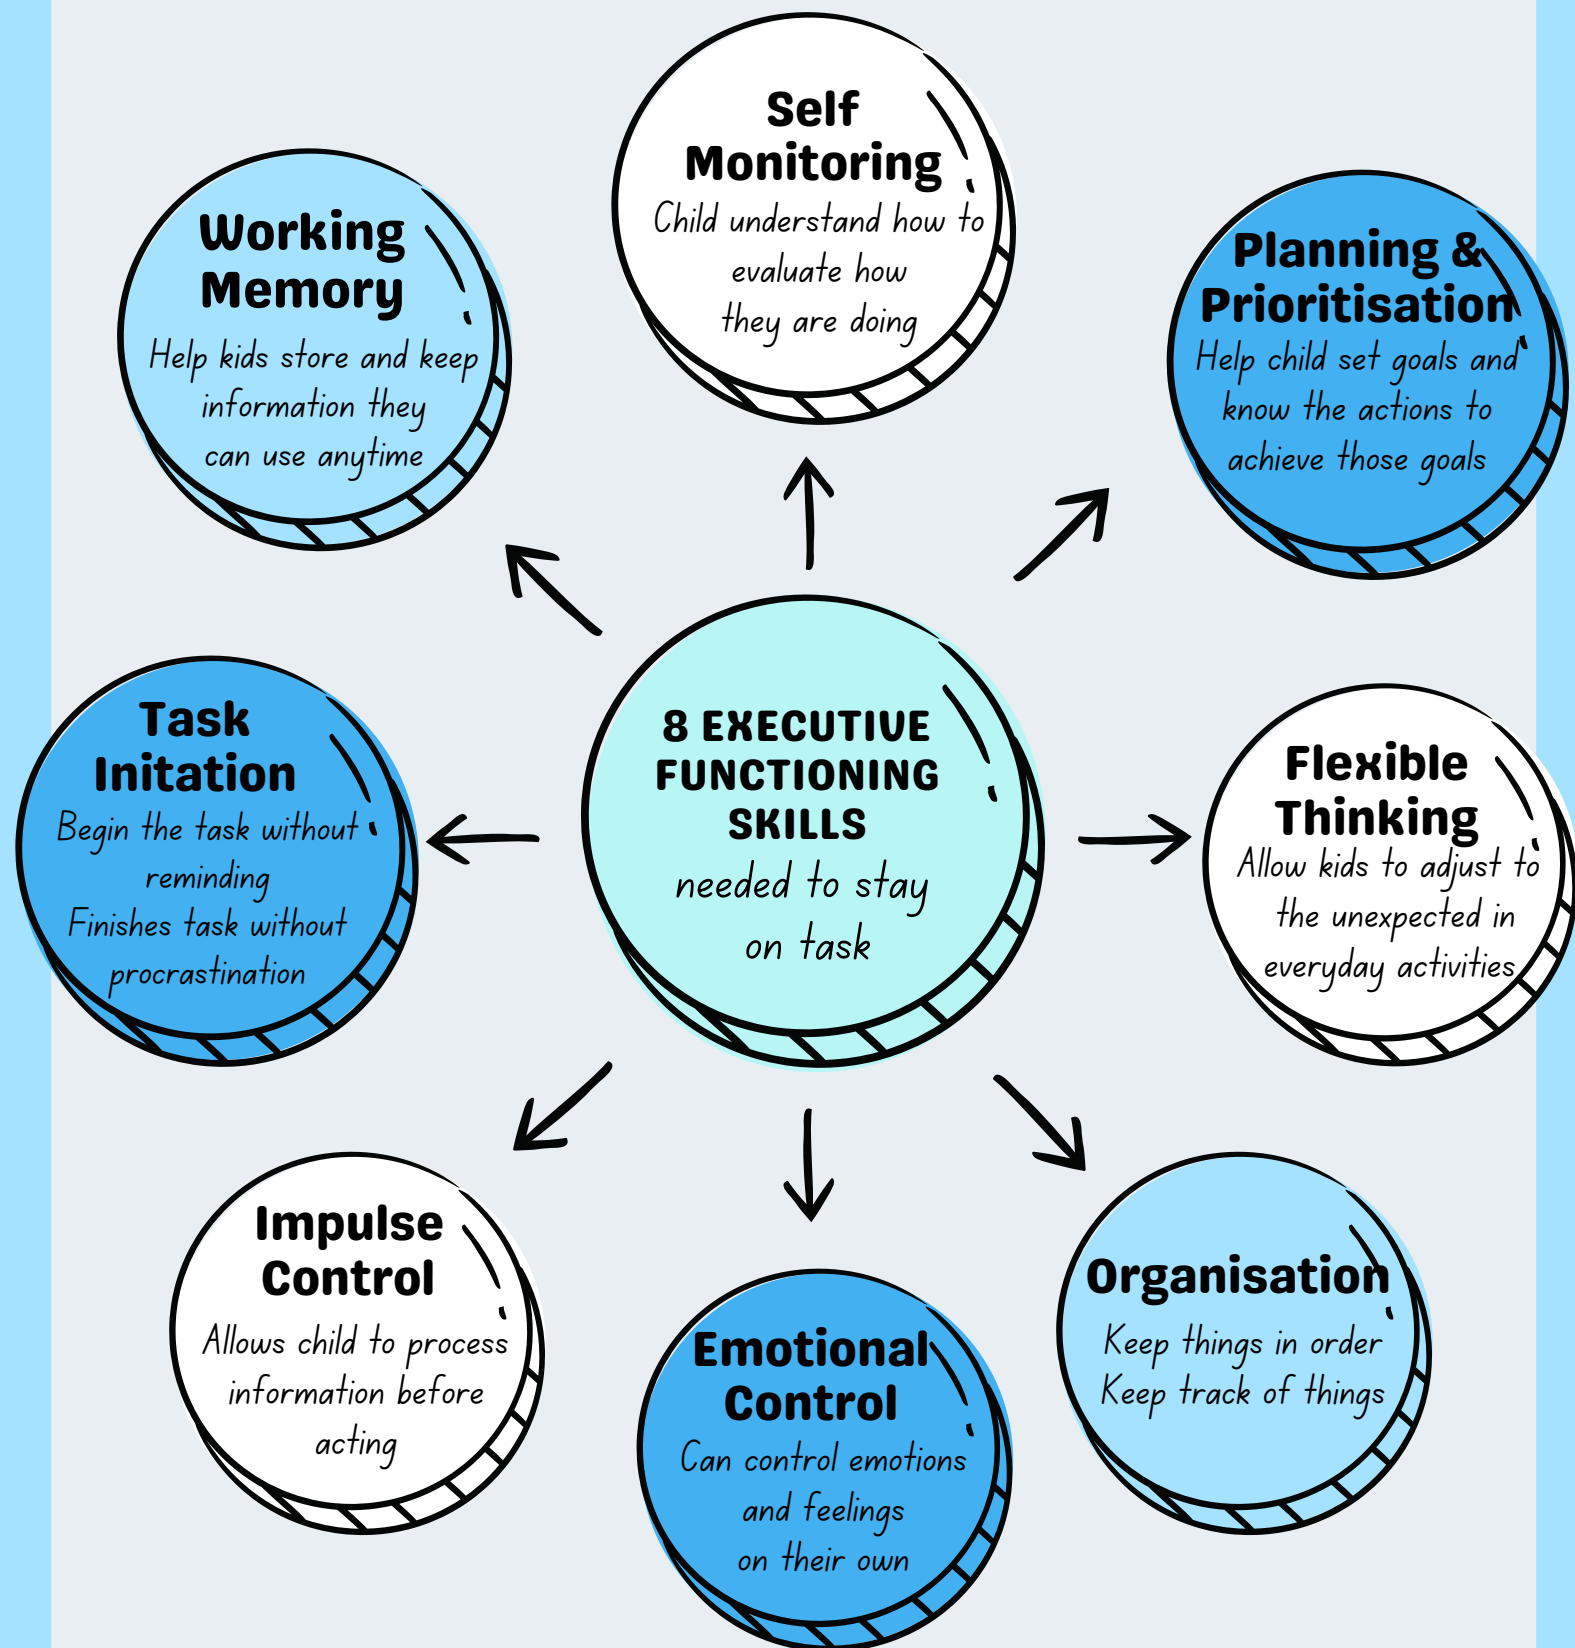 Self
Monitoring
Child understand how to
evaluate how
they are doing
Working
Memory
Help kids store and keep
information they
can use anytime
Planning &
Prioritisation
Help child set goals and
know the actions to
achieve those goals
8 EXECUTIVE
FUNCTIONING
SKILLS
needed to stay
on task
Task
Initation
Begin the task without
reminding
Finishes task without
procrastination
Flexible
Thinking
Allow kids to adjust to
the unexpected in
everyday activities
Impulse
Control
Allows child to process
information before
acting
Emotional
Control
Can control emotions
and feelings
on their own
Organisation
Keep things in order
Keep track of things